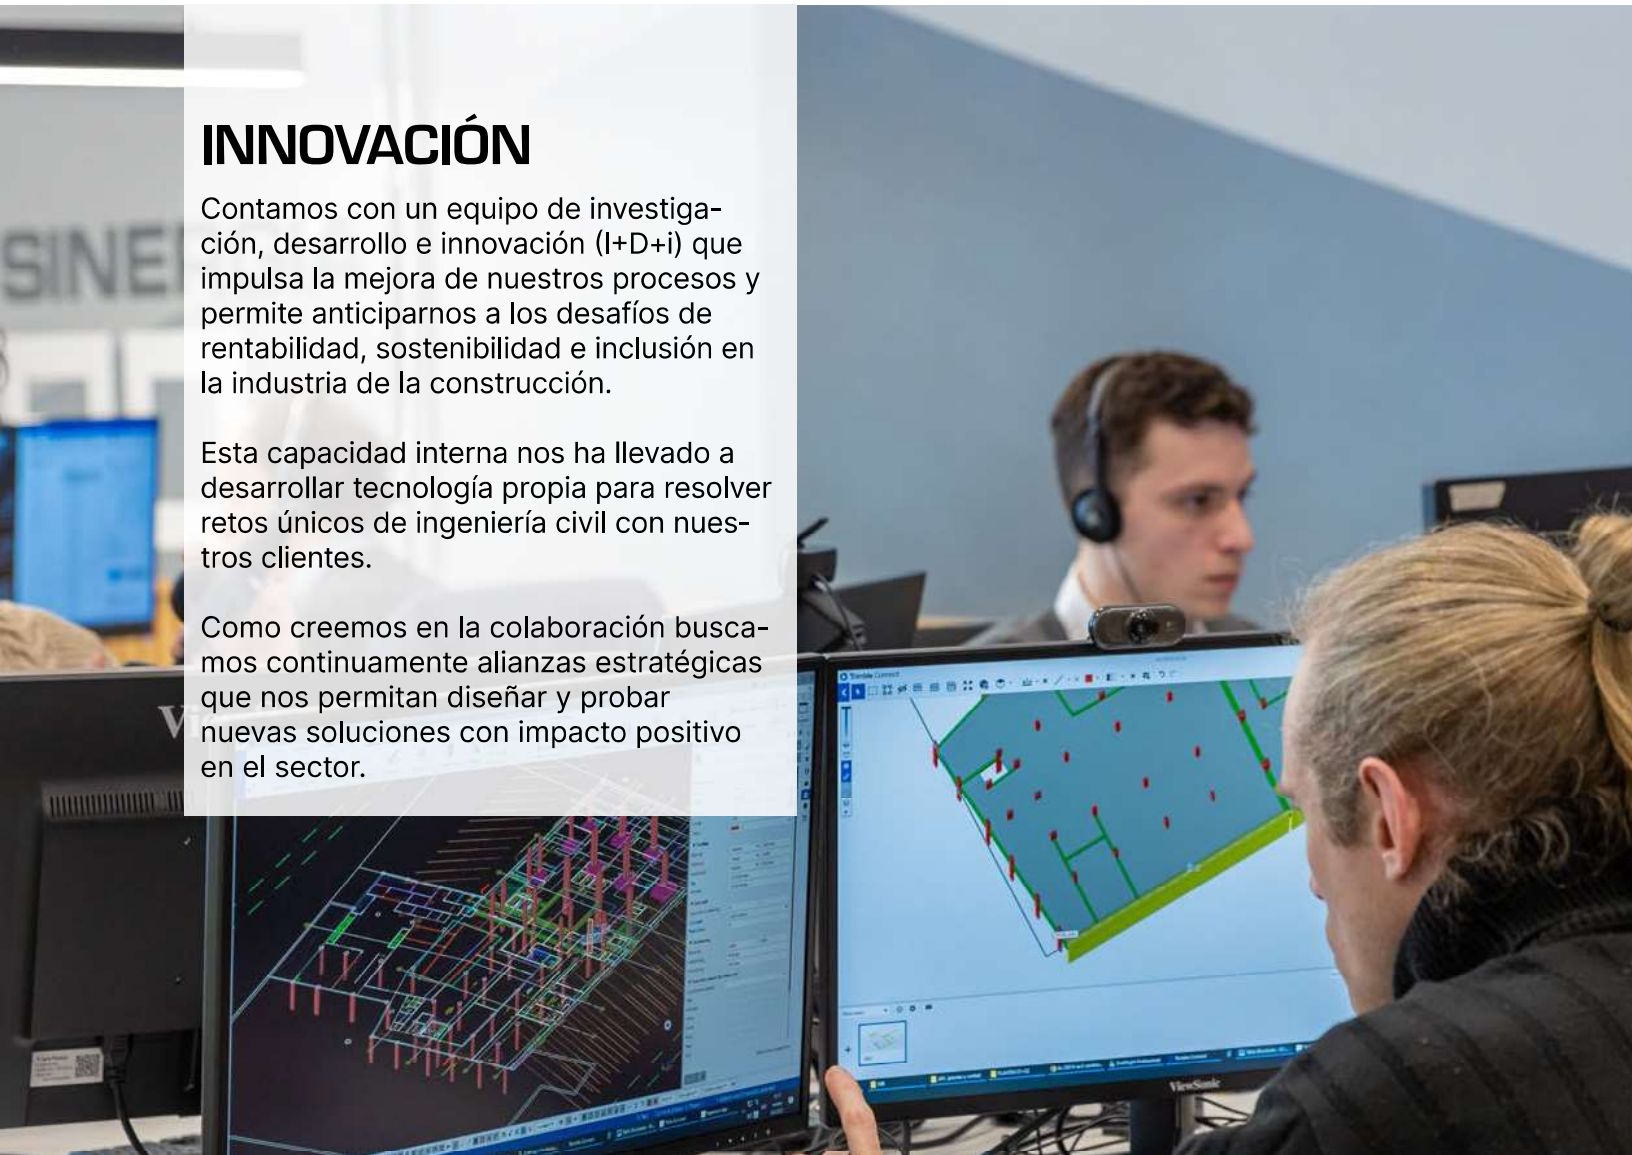 INNOVACIÓN
Contamos con un equipo de investiga-
ción, desarrollo e innovación (I+D+i) que
impulsa la mejora de nuestros procesos y
permite anticiparnos a los desafíos de
rentabilidad, sostenibilidad e inclusión en
la industria de la construcción.
Esta capacidad interna nos ha llevado a
desarrollar tecnología propia para resolver
retos únicos de ingeniería civil con nues-
tros clientes.
Como creemos en la colaboración busca-
mos continuamente alianzas estratégicas
que nos permitan diseñar y probar
nuevas soluciones con impacto positivo
en el sector.
SINE
Trimble Connect
ViewSonic